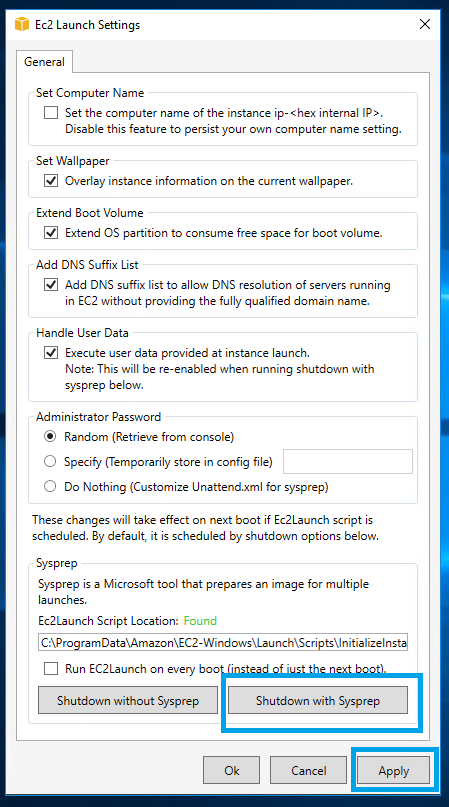 Ec2 Launch Settings
General
Set Computer Name
Set the computer name of the instance ip-<hex internal IP>.
Disable this feature to persist your own computer name setting.
Set Wallpaper
Overlay instance information on the current wallpaper.
Extend Boot Volume
Extend OS partition to consume free space for boot volume.
Add DNS Suffix List
Add DNS suffix list to allow DNS resolution of servers running
in EC2 without providing the fully qualified domain name.
Handle User Data
Execute user data provided at instance launch.
Note: This will be re-enabled when running shutdown with
sysprep below.
Administrator Password
Random (Retrieve from console)
Specify (Temporarily store in config file)
Do Nothing (Customize Unattend.xml for sysprep)
These changes will take effect on next boot if Ec2Launch script is
scheduled. By default, it is scheduled by shutdown options below.
Sysprep
Sysprep is a Microsoft tool that prepares an image for multiple
launches.
Ec2Launch Script Location: Found
C:\ProgramData\Amazon\EC2-Windows\Launch\Scripts\InitializeInsta
Run EC2Launch on every boot (instead of just the next boot).
Shutdown without Sysprep
Shutdown with Sysprep
Ok
Cancel
Apply